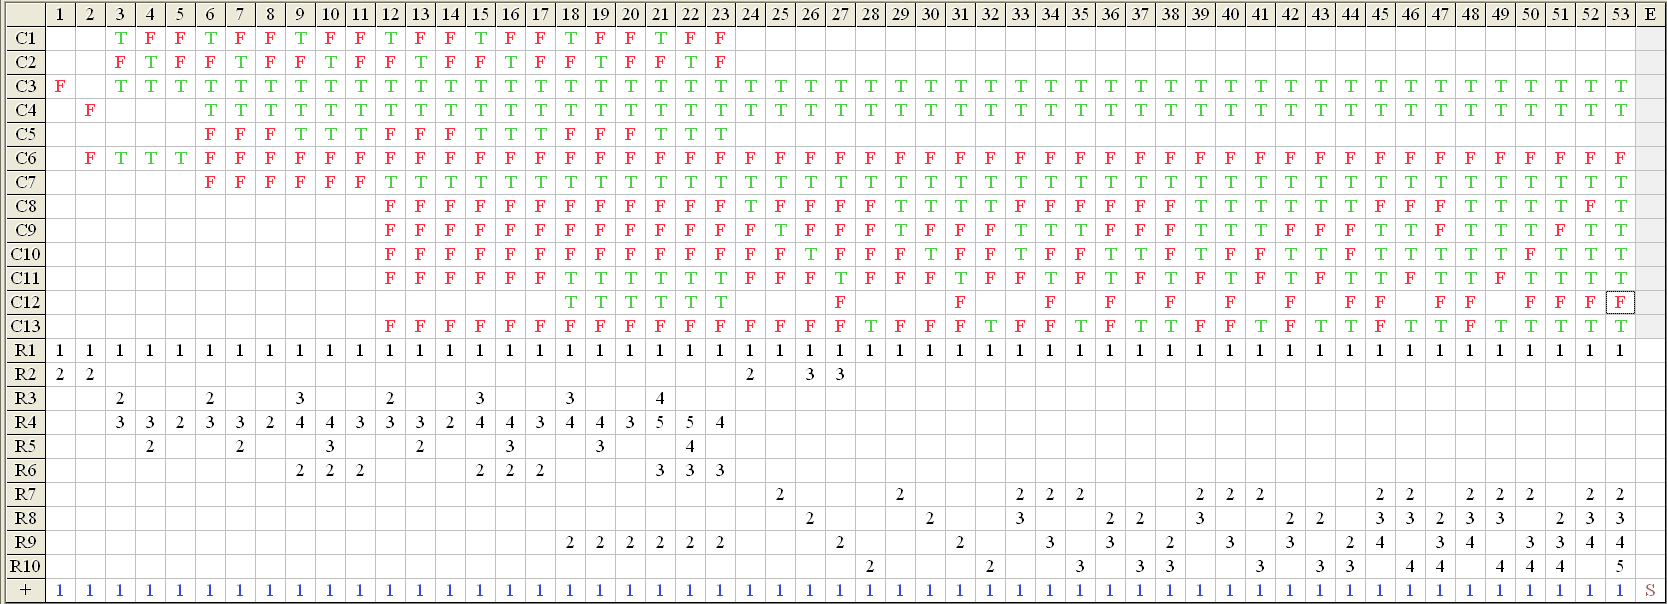 1 2 3 4 5 6 7 8 9 10 11 12 13 14 15 16 17 18 19 20 21 22 23 24 25 26 27 28 29 30 31 32 33 34 35 36 37 38 39 40 41 42 43 44 45 46 47 48 49 50 51 52 53 E
C1 T F F T F F T F F T F F T F F T F F T F F
C2 F T F F T F F T F F T F F T F F T F F T F
C3 F T T T T T T T T T T T T T T T T T T T T T T T T T T T T T T T T T T T T T T T T T T T T T T T T T T T
C4 F T T T T T T T T T T T T T T T T T T T T T T T T T T T T T T T T T T T T T T T T T T T T T T T T
C5 F F F T T T F F F T T T F F F T T T
C6 F T T T F F F F F F F F F F F F F F F F F F F F F F F F F F F F F F F F F F F F F F F F F F F F F F F F
C7 F F F F F F T T T T T T T T T T T T T T T T T T T T T T T T T T T T T T T T T T T T T T T T T T
C8 F F F F F F F F F F F F T F F F F T T T T F F F F F F T T T T T T F F F T T T T F T
C9 F F F F F F F F F F F F F T F F F T F F F T T T F F F T T T F F F T T F T T T F T T
C10 F F F F F F F F F F F F F F T F F F T F F T F F T T F T F F T T F T T T T T F T T T
C11 F F F F F F T T T T T T F F F T F F F T F F T F T F T F T F T F T T F T T F T T T T
C12 T T T T T T F F F F F F F F F F F F F F F
C13 F F F F F F F F F F F F F F F F T F F F T F F T F T T F F T F T T F T T F T T T T T
R1 1 1 1 1 1 1 1 1 1 1 1 1 1 1 1 1 1 1 1 1 1 1 1 1 1 1 1 1 1 1 1 1 1 1 1 1 1 1 1 1 1 1 1 1 1 1 1 1 1 1 1 1 1
R2 2 2 2 3 3
R3 2 2 3 2 3 3 4
R4 3 3 2 3 3 2 4 4 3 3 3 2 4 4 3 4 4 3 5 5 4
R5 2 2 3 2 3 3 4
R6 2 2 2 2 2 2 3 3 3
R7 2 2 2 2 2 2 2 2 2 2 2 2 2 2 2
R8 2 2 3 2 2 3 2 2 3 3 2 3 3 2 3 3
R9 2 2 2 2 2 2 2 2 3 3 2 3 3 2 4 3 4 3 3 4 4
R10 2 2 3 3 3 3 3 3 4 4 4 4 4 5
+ 1 1 1 1 1 1 1 1 1 1 1 1 1 1 1 1 1 1 1 1 1 1 1 1 1 1 1 1 1 1 1 1 1 1 1 1 1 1 1 1 1 1 1 1 1 1 1 1 1 1 1 1 1 S